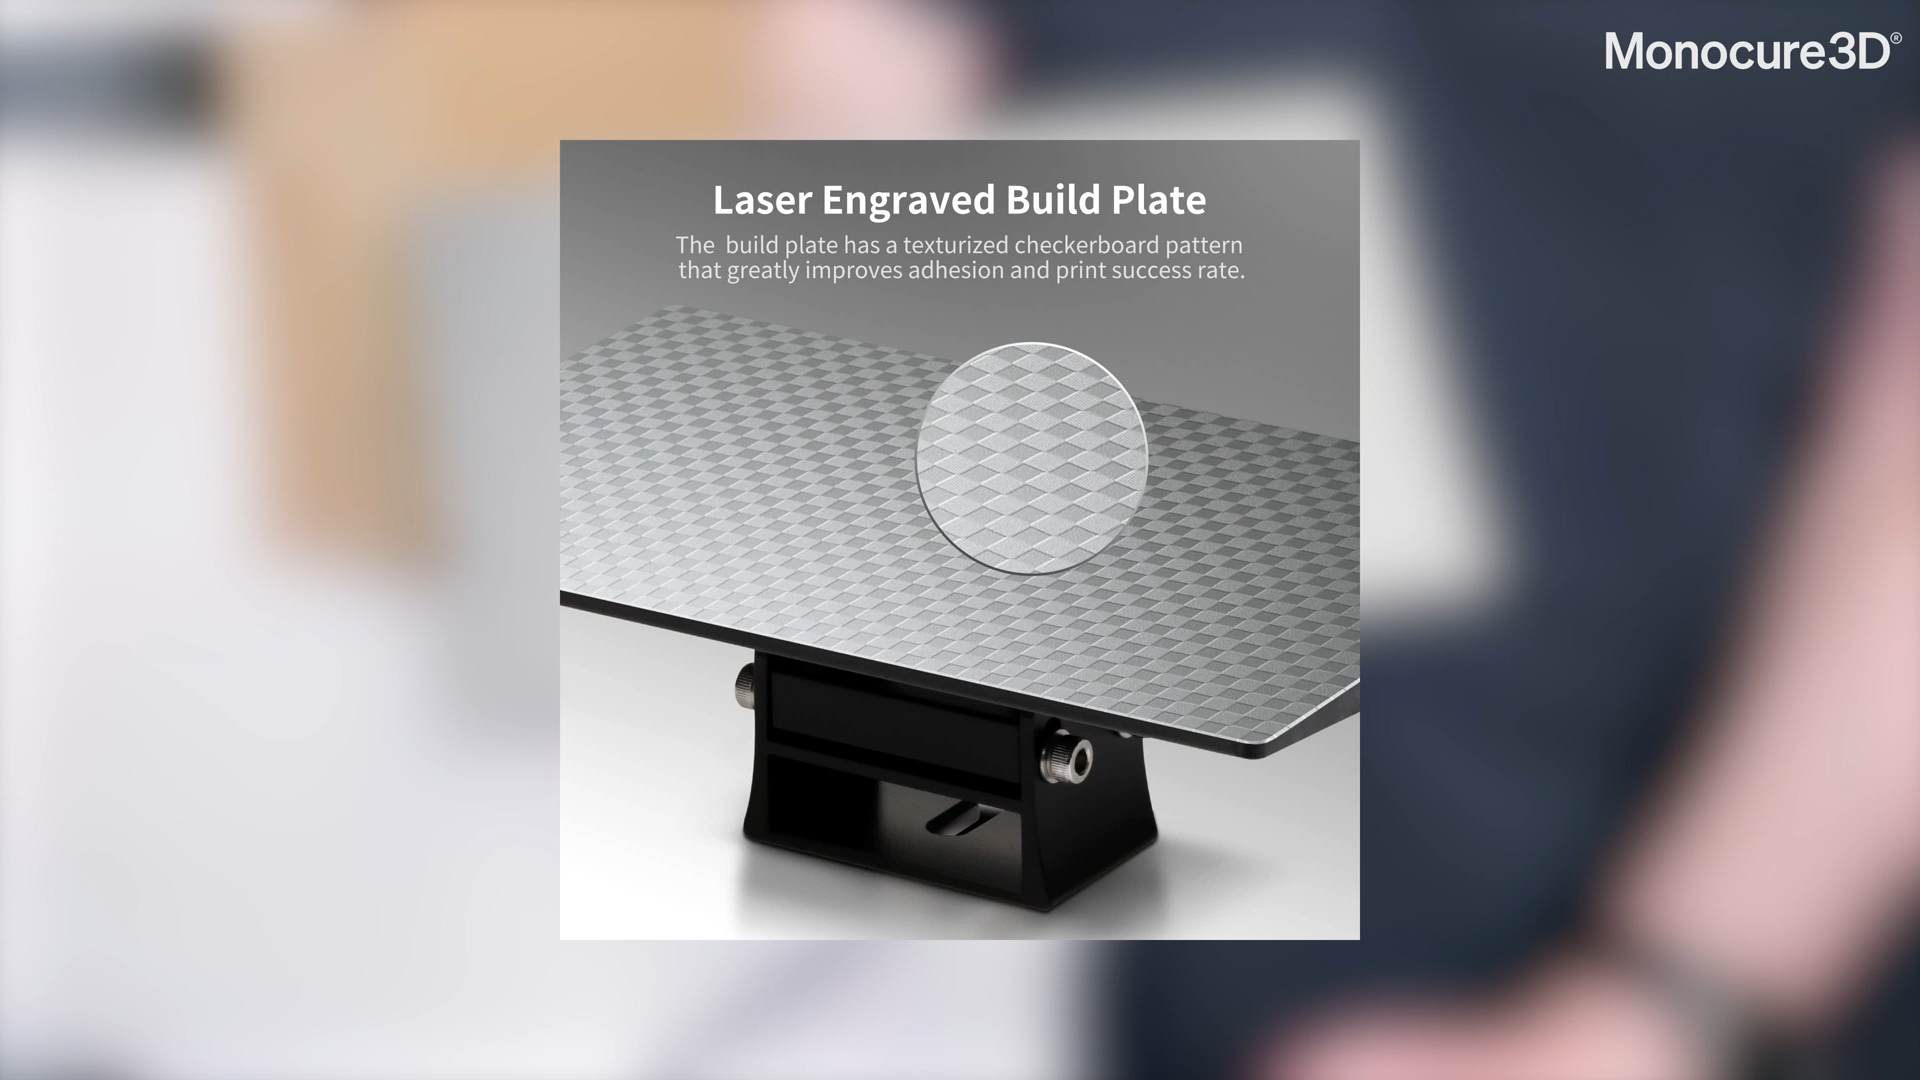 Monocure3D®
Laser Engraved Build Plate
The build plate has a texturized checkerboard pattern
that greatly improves adhesion and print success rate.